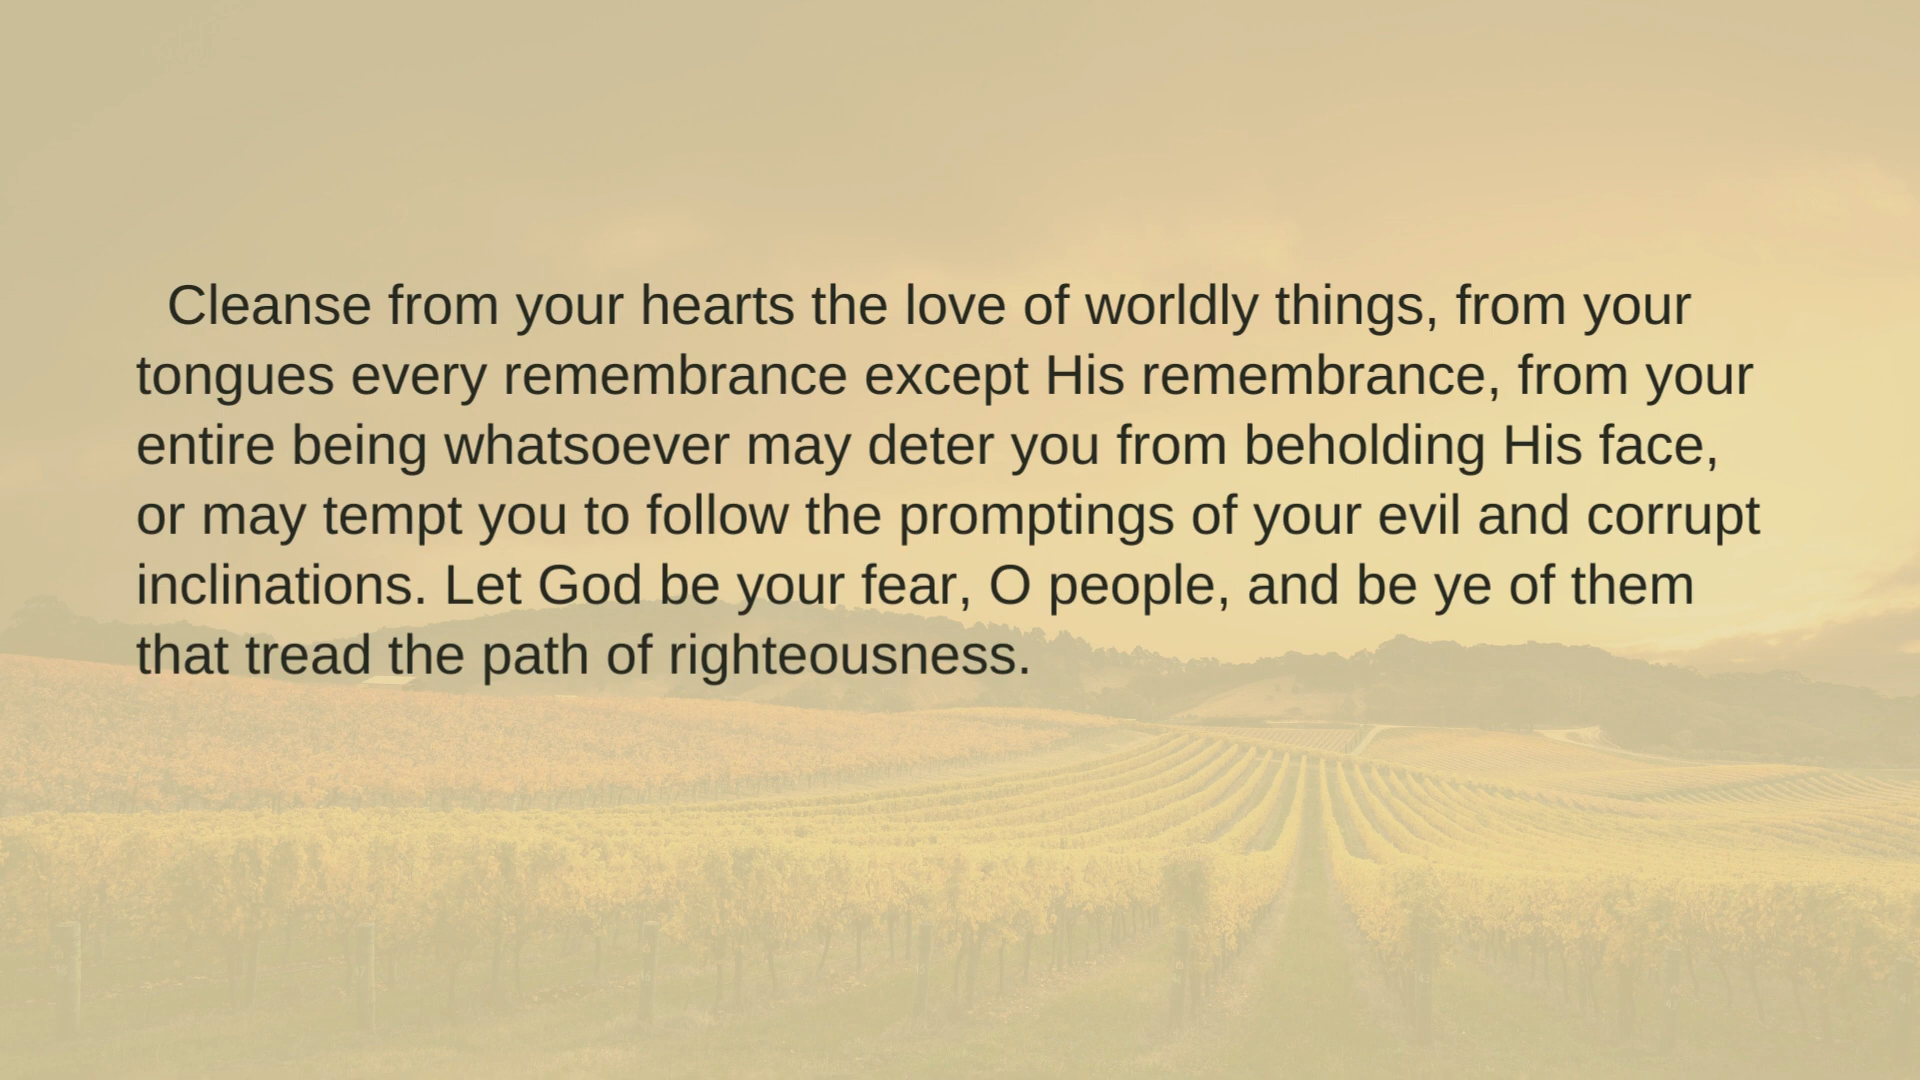 Cleanse from your hearts the love of worldly things, from your
tongues every remembrance except His remembrance, from your
entire being whatsoever may deter you from beholding His face,
or may tempt you to follow the promptings of your evil and corrupt
inclinations. Let God be your fear, O people, and be ye of them
that tread the path of righteousness.